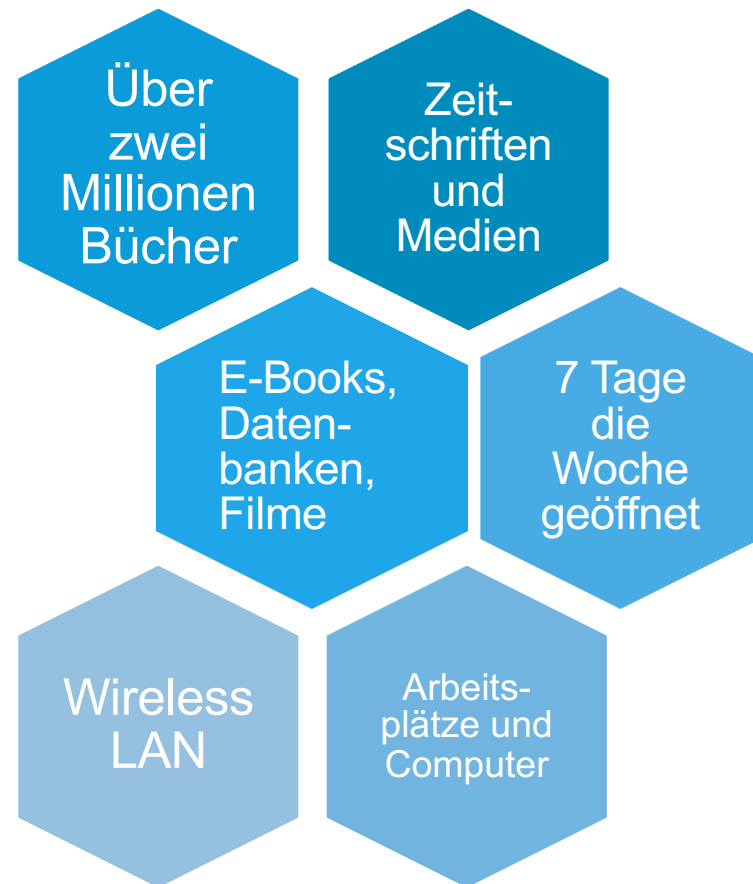 Über
zwei
Millionen
Bücher
Zeit-
schriften
und
Medien
E-Books,
Daten-
banken,
Filme
7 Tage
die
Woche
geöffnet
Wireless
LAN
Arbeits-
plätze und
Computer